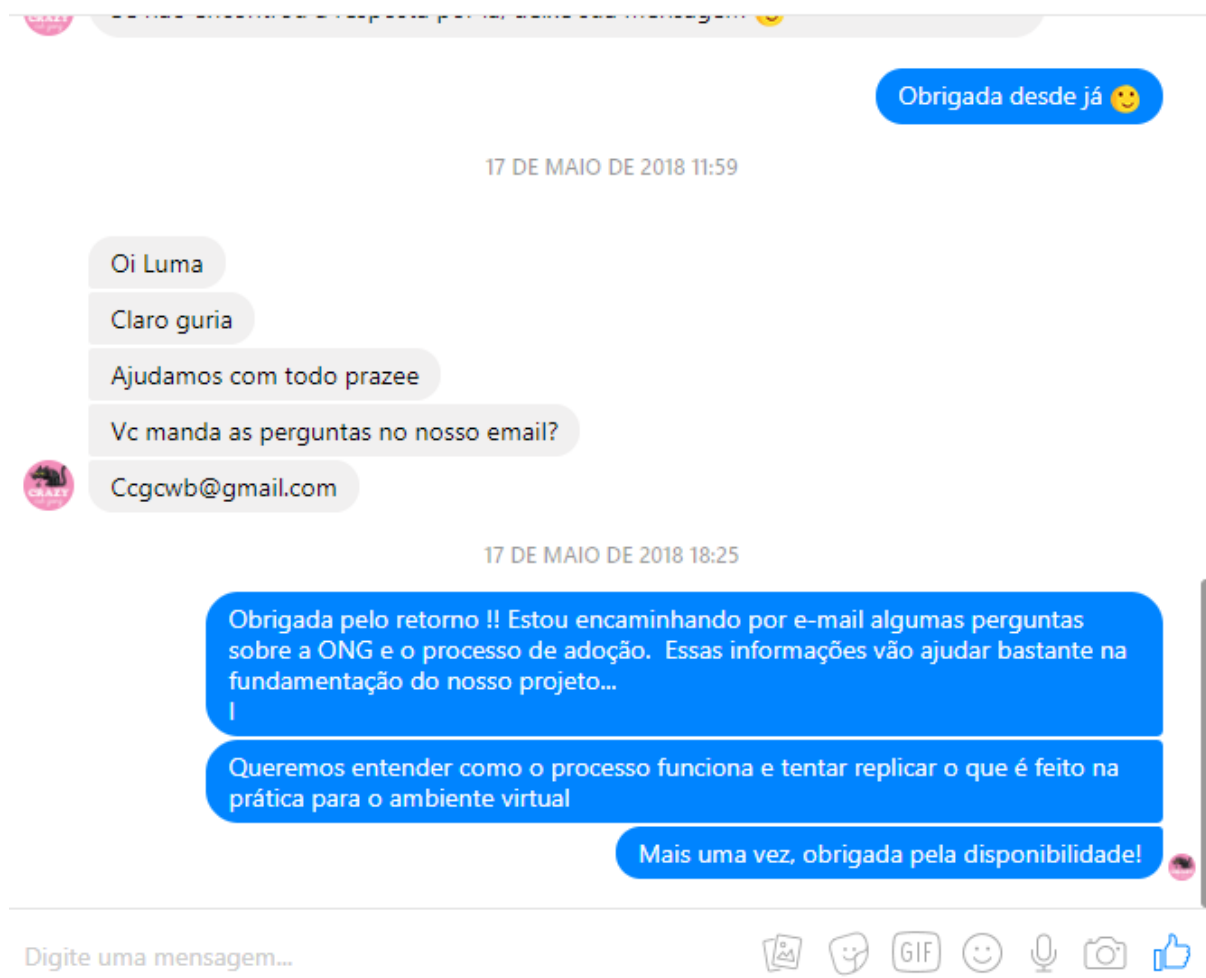 Obrigada desde já 🙂
17 DE MAIO DE 2018 11:59
Oi Luma
Claro guria
Ajudamos com todo prazee
Vc manda as perguntas no nosso email?
CRAZY
Ccgcwb@gmail.com
17 DE MAIO DE 2018 18:25
Obrigada pelo retorno !! Estou encaminhando por e-mail algumas perguntas
sobre a ONG e o processo de adoção. Essas informações vão ajudar bastante na
fundamentação do nosso projeto...
I
Queremos entender como o processo funciona e tentar replicar o que é feito na
prática para o ambiente virtual
Mais uma vez, obrigada pela disponibilidade!
Digite uma mensagem...
GIF